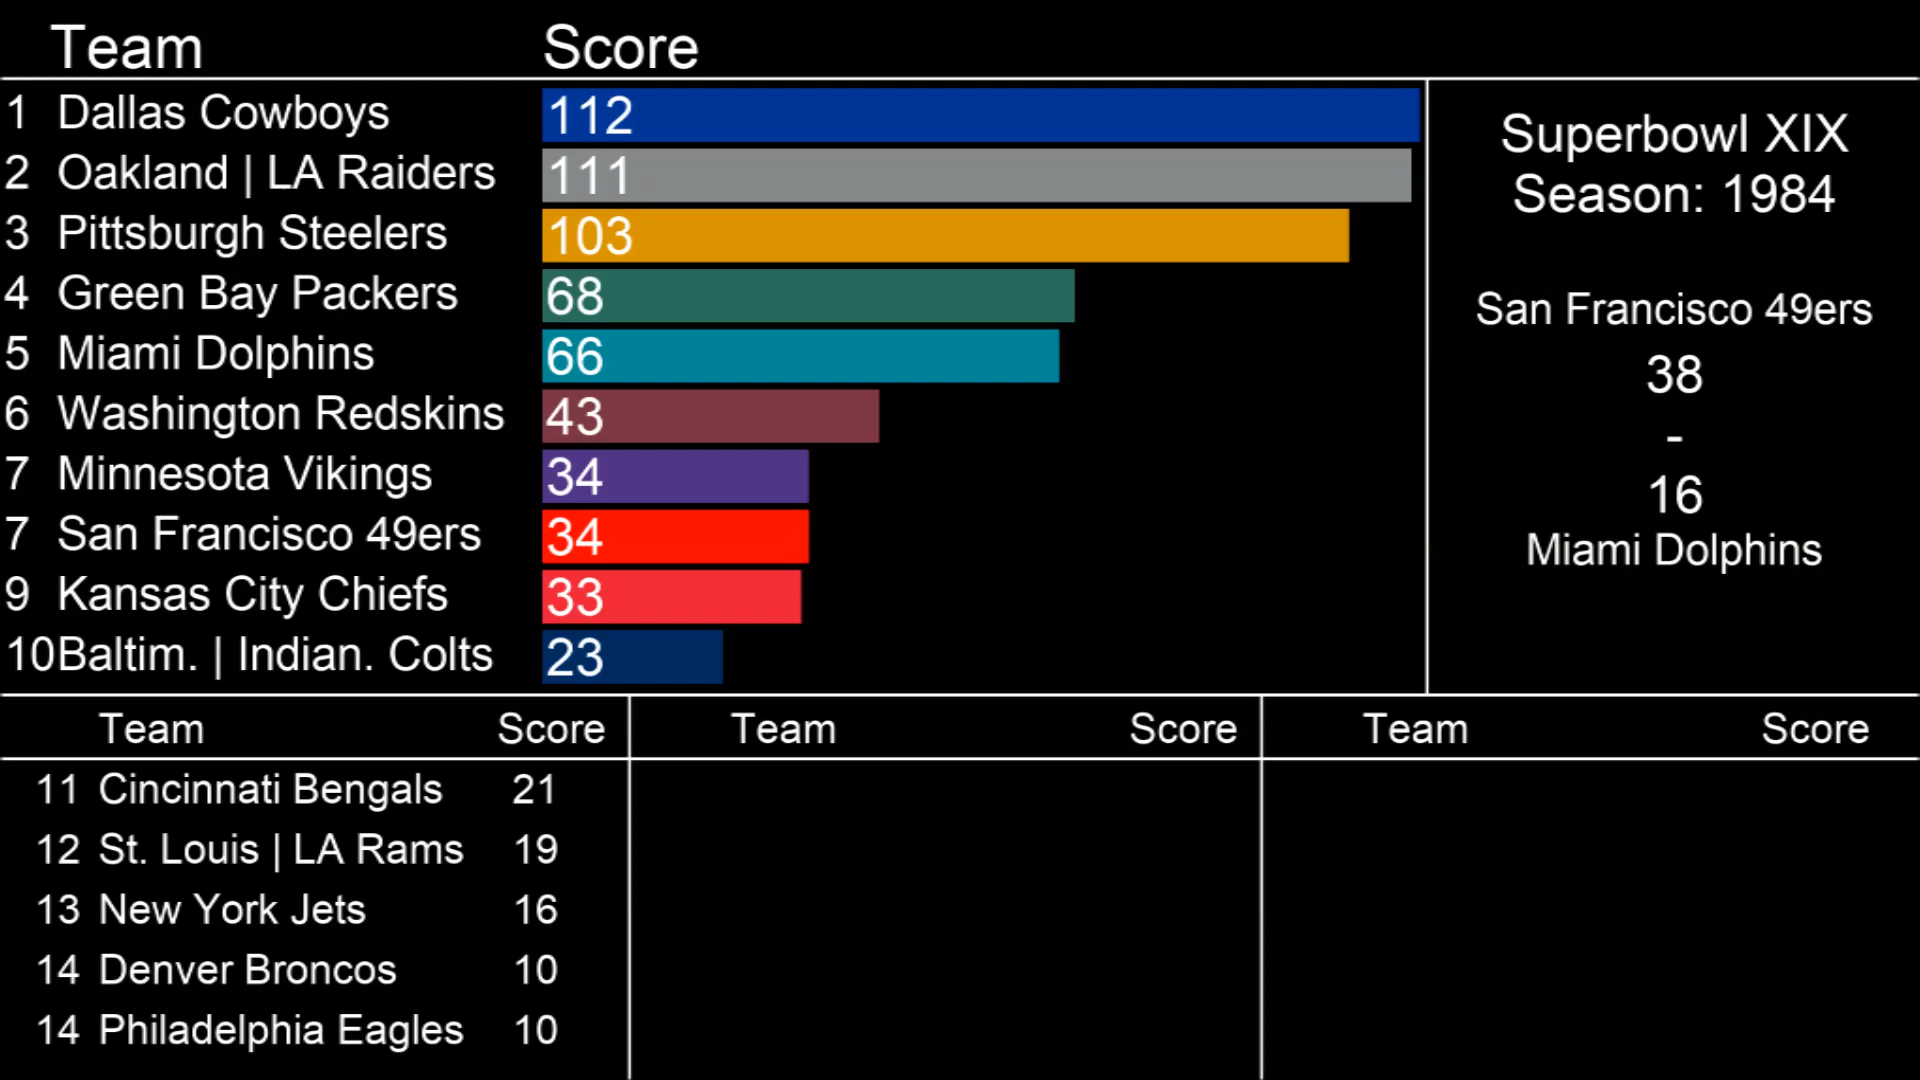 Team Score
1 Dallas Cowboys 112
2 Oakland | LA Raiders 111
3 Pittsburgh Steelers 103
4 Green Bay Packers 68
5 Miami Dolphins 66
6 Washington Redskins 43
7 Minnesota Vikings 34
7 San Francisco 49ers 34
9 Kansas City Chiefs 33
10 Baltim. | Indian. Colts 23
Superbowl XIX
Season: 1984
San Francisco 49ers
38
-
16
Miami Dolphins
Team Score Team Score Team Score
11 Cincinnati Bengals 21
12 St. Louis | LA Rams 19
13 New York Jets 16
14 Denver Broncos 10
14 Philadelphia Eagles 10